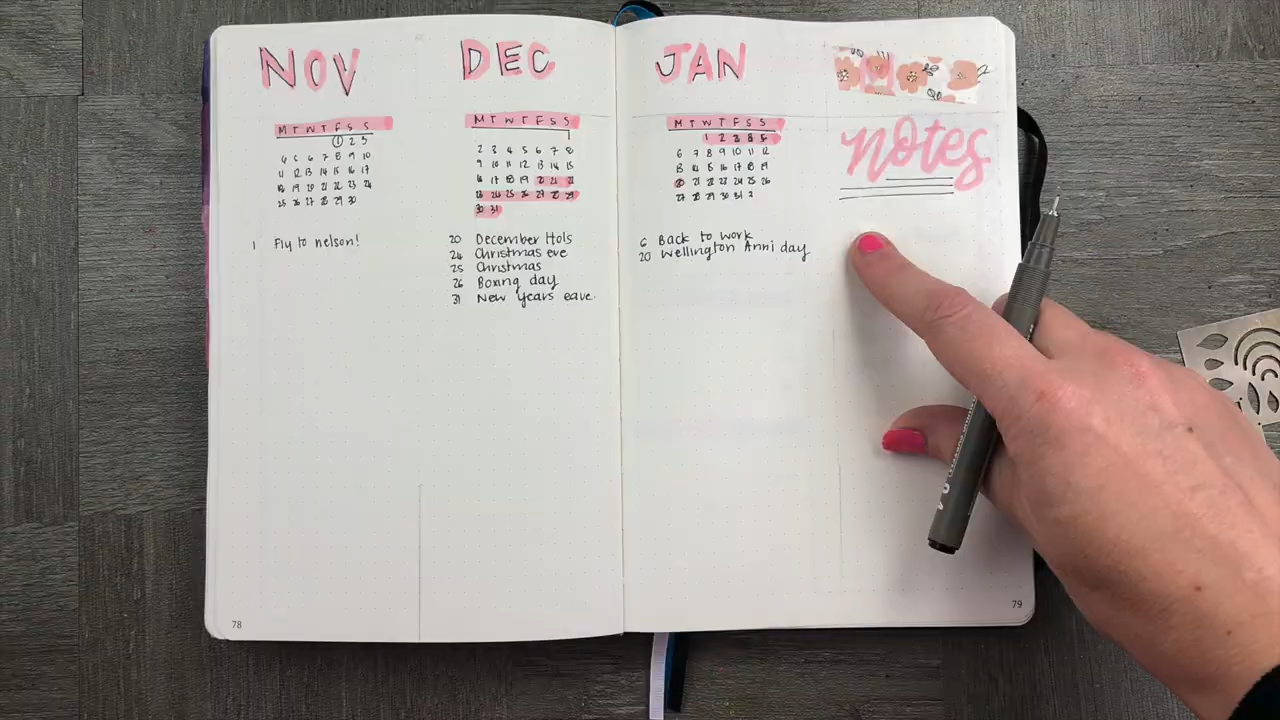 NOV
M T W T F S S
1 2 3
4 5 6 7 8 9 10
11 12 13 14 15 16 17
18 19 20 21 22 23 24
25 26 27 28 29 30
1 Fly to nelson!
78
DEC
M T W T F S S
1
2 3 4 5 6 7 8
9 10 11 12 13 14 15
16 17 18 19 20 21 22
23 24 25 26 27 28 29
30 31
20 December Hols
24 Christmas eve
25 Christmas
26 Boxing day
31 New years eave.
JAN
M T W T F S S
1 2 3 4 5
6 7 8 9 10 11 12
13 14 15 16 17 18 19
20 21 22 23 24 25 26
27 28 29 30 31
6 Back to work
20 Wellington Anni day
notes
79